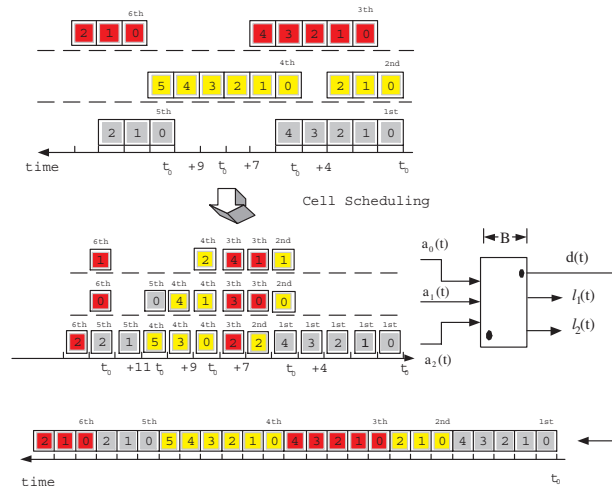 6th 3rd
2 1 0 4 3 2 1 0
4th 2nd
5 4 3 2 1 0 2 1 0
5th 1st
2 1 0 4 3 2 1 0
time t0 +9 t0 +7 t0 +4 t0
Cell Scheduling
6th 4th 3th 3th 2nd
1 2 4 1 1
6th 5th 4th 4th 3th 3th 2nd
0 0 4 1 3 0 0
6th 5th 5th 4th 4th 4th 3th 2nd 1st 1st 1st 1st 1st
2 2 1 5 3 0 2 2 4 3 2 1 0
t0 +11 t0 +9 t0 +7 t0 +4 t0
B
a0(t) d(t)
a1(t) l1(t)
a2(t) l2(t)
6th 5th 4th 3th 2nd 1st
2 1 0 2 1 0 5 4 3 2 1 0 4 3 2 1 0 2 1 0 4 3 2 1 0
time t0